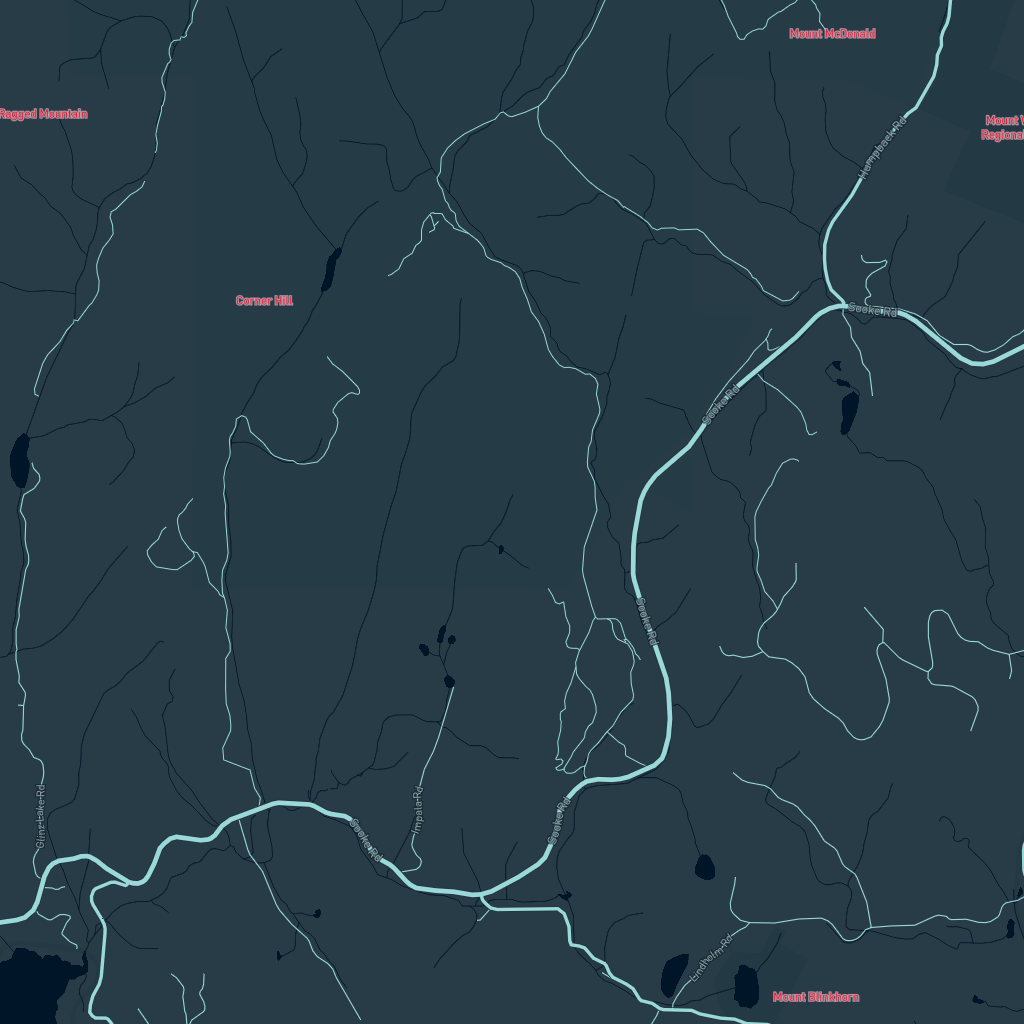 Mount McDonald
Ragged Mountain
Mount
Regional
Humpback Rd
Corner Hill
Sooke Rd
Sooke Rd
Sooke Rd
Glinz Lake Rd
Impala Rd
Sooke Rd
Sooke Rd
Lindholm Rd
Mount Blinkhorn